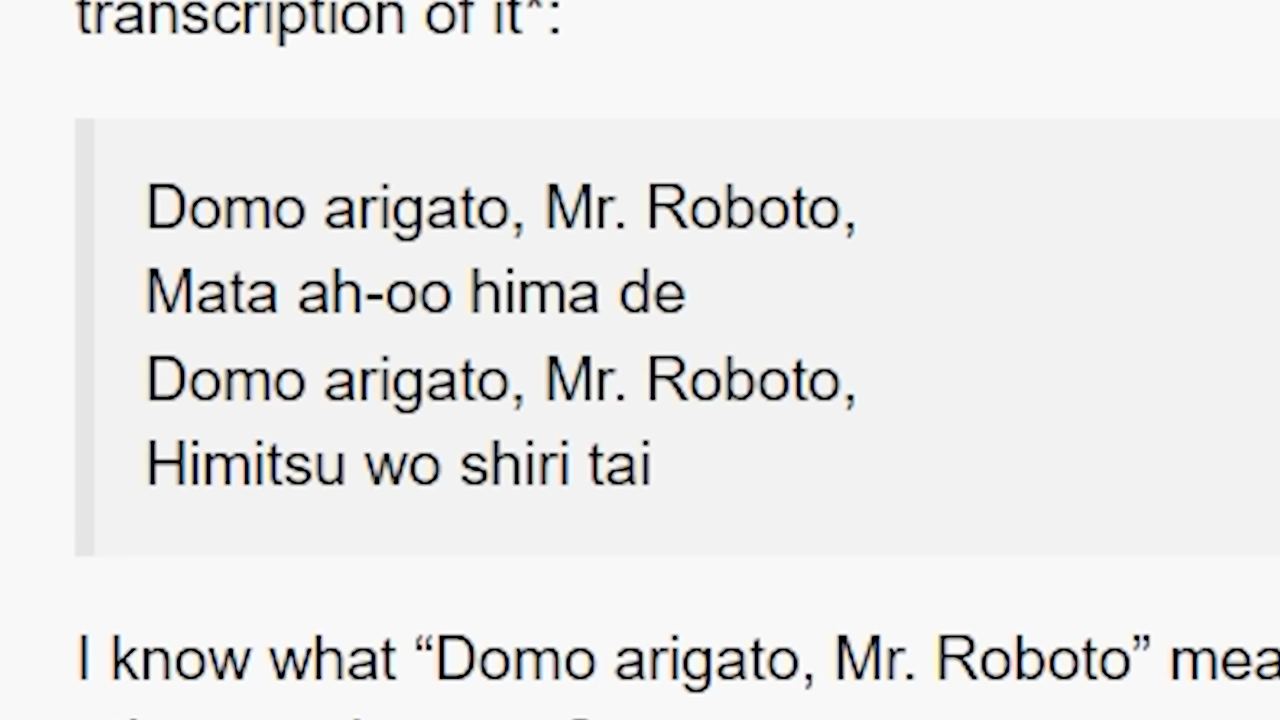 transcription of it*:
Domo arigato, Mr. Roboto,
Mata ah-oo hima de
Domo arigato, Mr. Roboto,
Himitsu wo shiri tai
I know what “Domo arigato, Mr. Roboto” mea